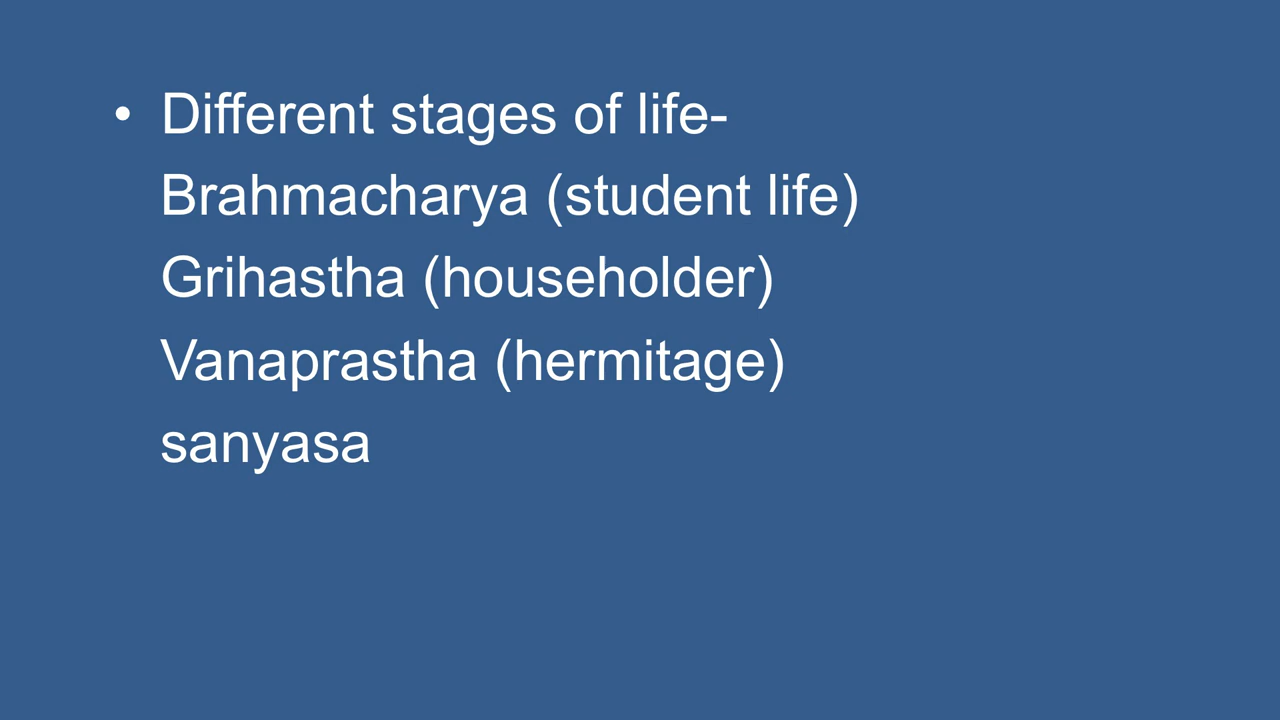 • Different stages of life-
Brahmacharya (student life)
Grihastha (householder)
Vanaprastha (hermitage)
sanyasa